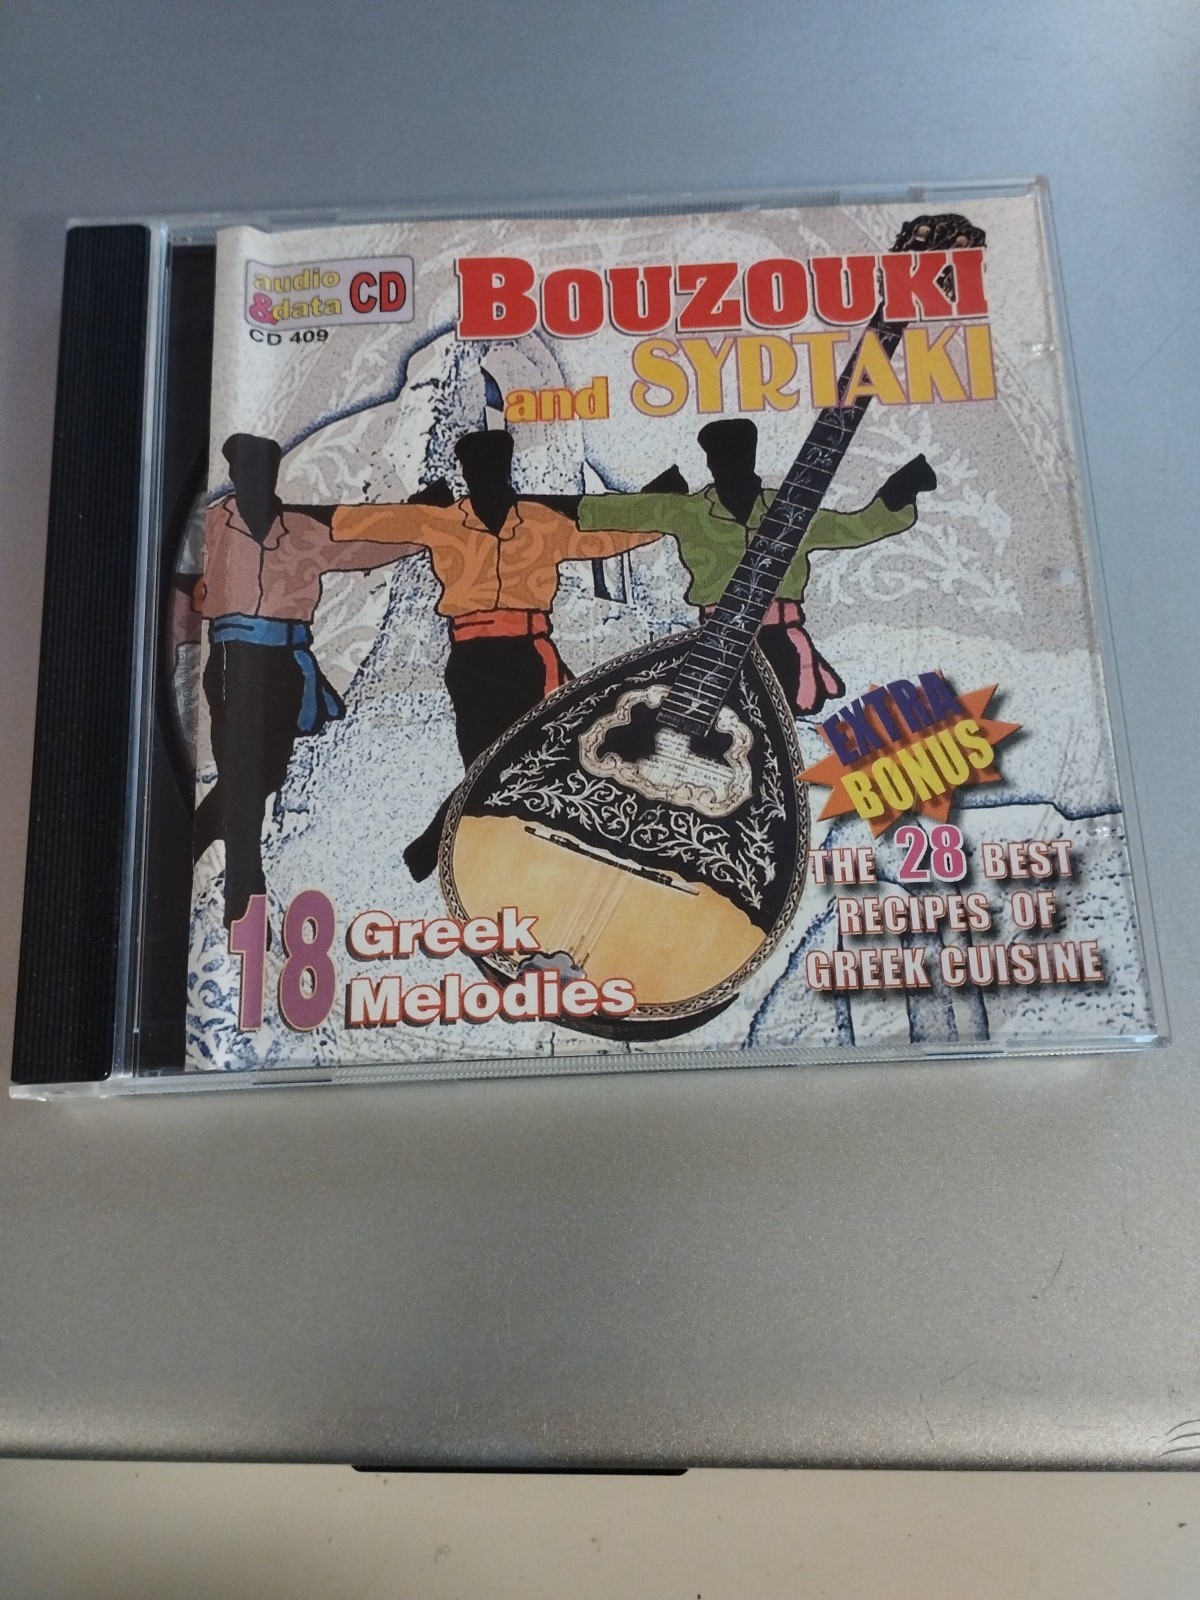 audio
&data CD
CD 409
BOUZOUKI
and SYRTAKI
EXTRA
BONUS
THE 28 BEST
RECIPES OF
GREEK CUISINE
18 Greek
Melodies